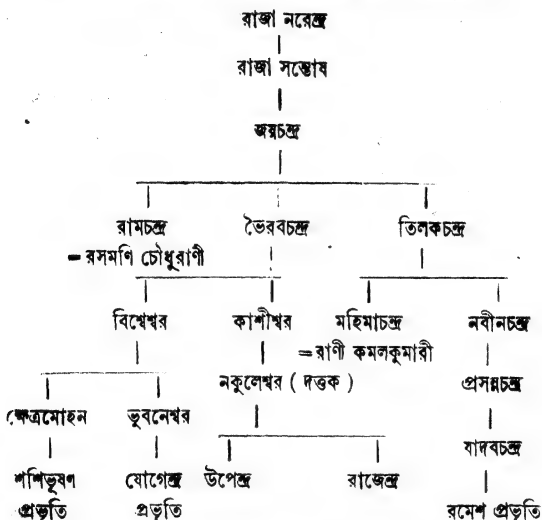 রাজা নরেন্দ্র
রাজা সন্তোষ
জয়চন্দ্র
রামচন্দ্র ভৈরবচন্দ্র তিলকচন্দ্র
= রসমণি চৌধুরাণী
বিশ্বেশ্বর কাশীশ্বর মহিমাচন্দ্র নবীনচন্দ্র
= রাণী কমলকুমারী
নকুলেশ্বর ( দত্তক ) প্রসন্নচন্দ্র
ক্ষেত্রমোহন ভুবনেশ্বর
যাদবচন্দ্র
শশিভূষণ যোগেন্দ্র উপেন্দ্র রাজেন্দ্র
প্রভৃতি প্রভৃতি রমেশ প্রভৃতি